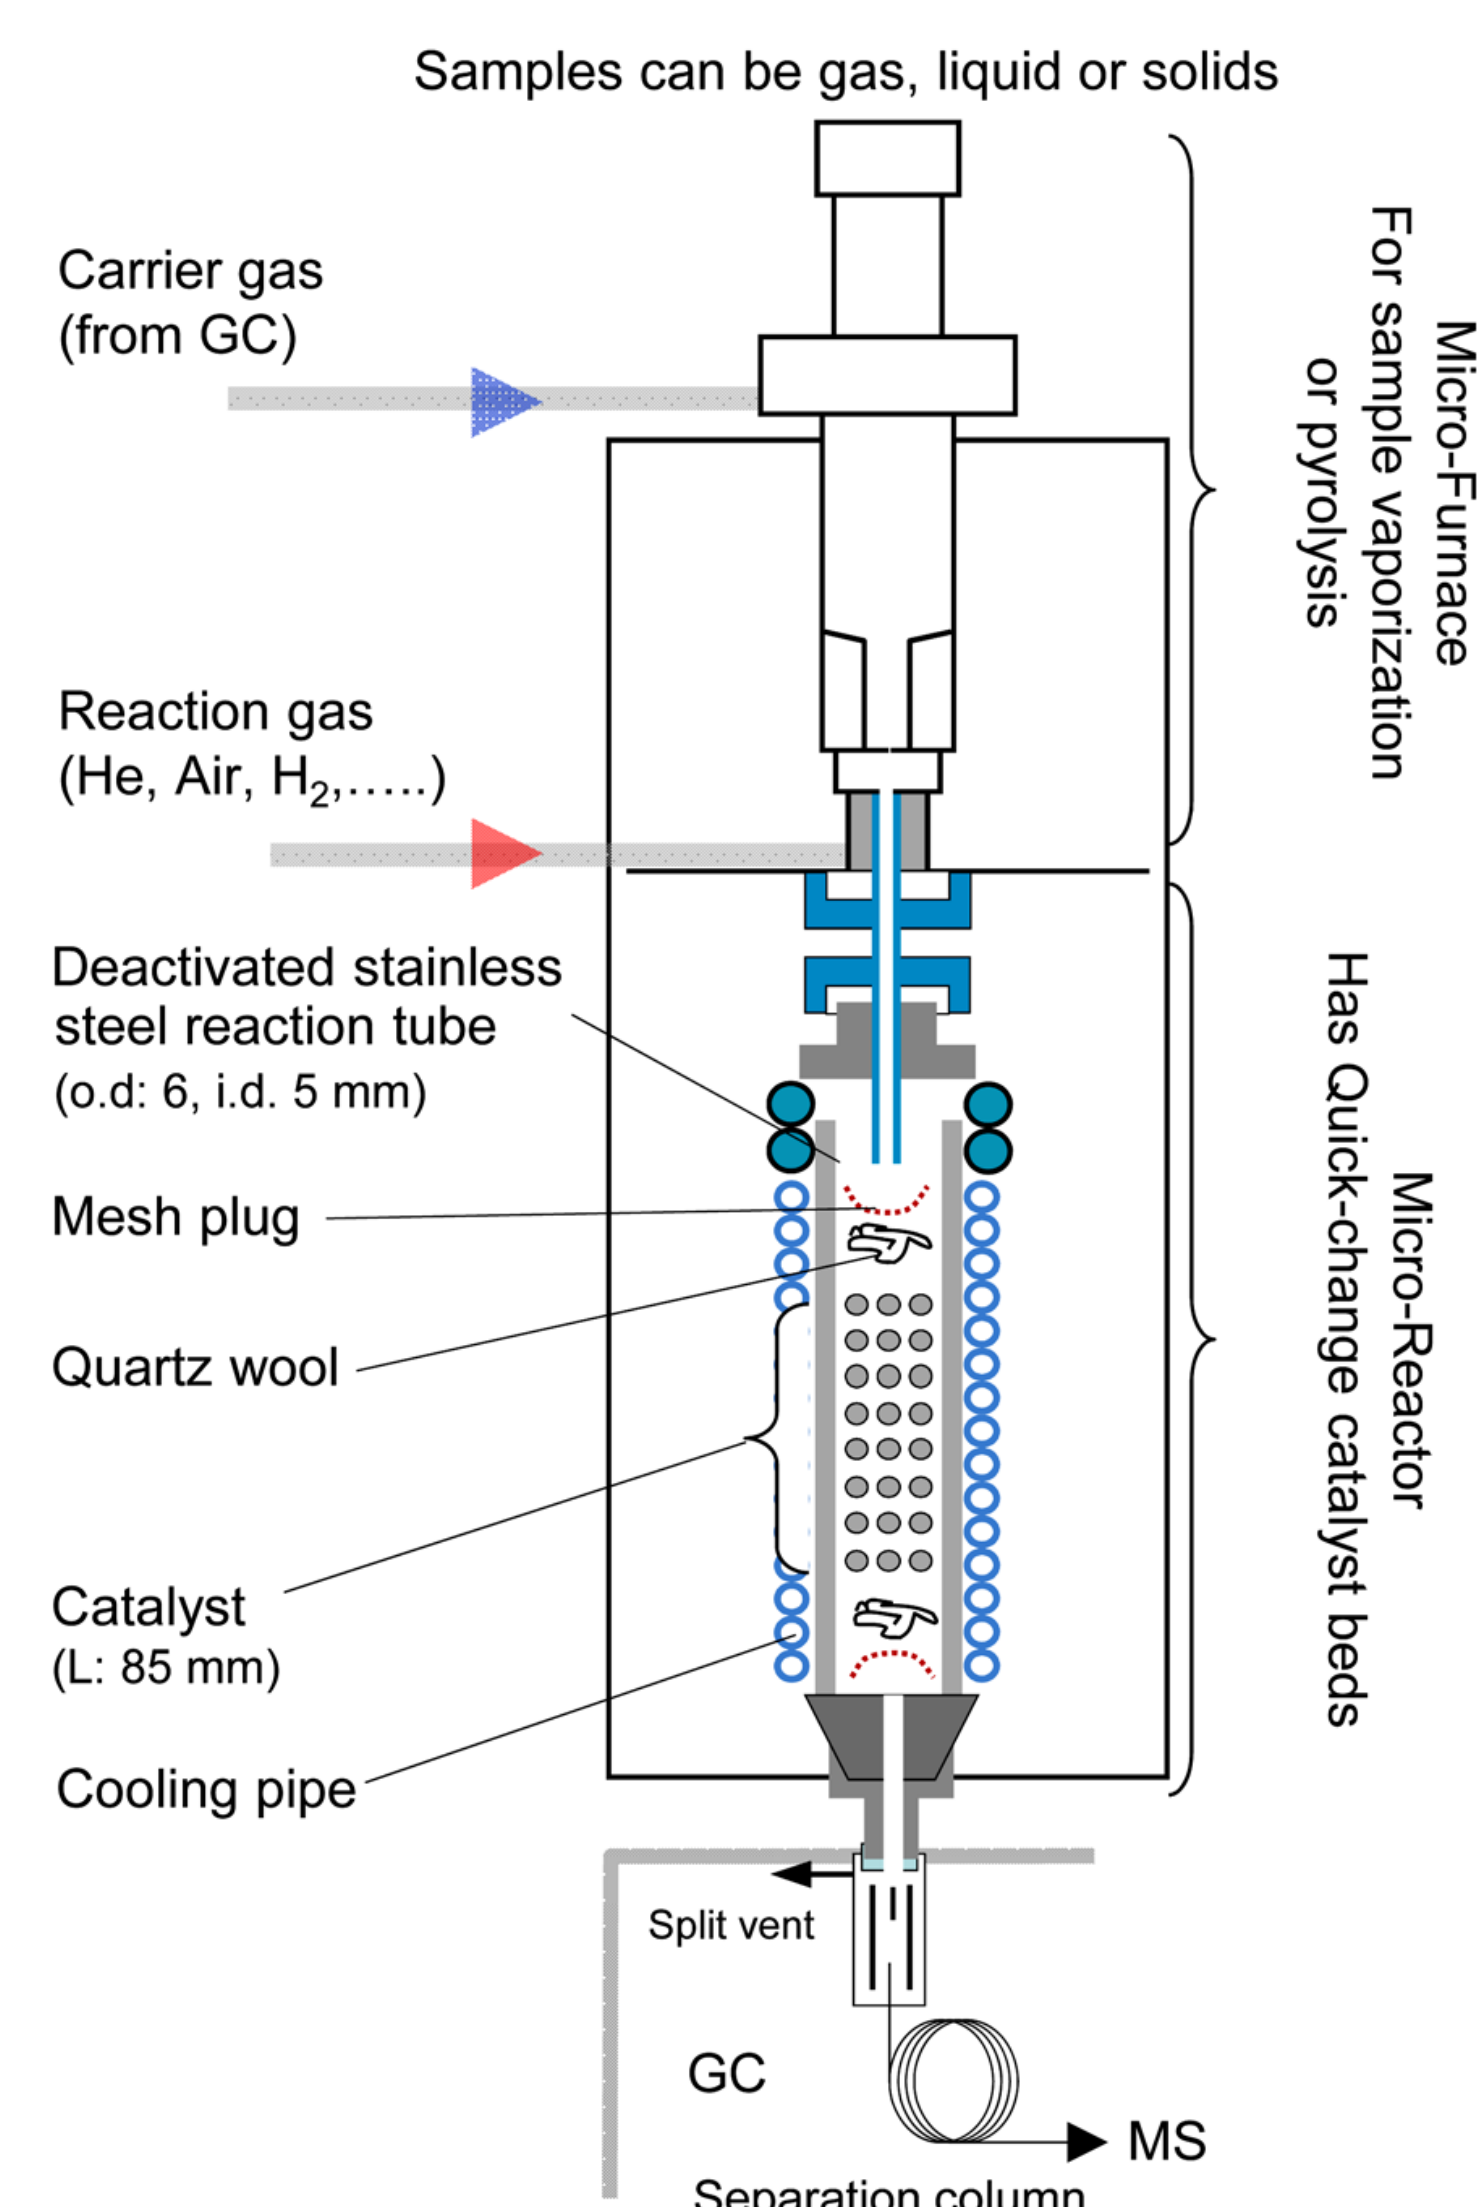 Samples can be gas, liquid or solids
Carrier gas
(from GC)
Micro-Furnace
For sample vaporization
or pyrolysis
Reaction gas
(He, Air, H₂,.....)
Deactivated stainless
steel reaction tube
(o.d: 6, i.d. 5 mm)
Mesh plug
Quartz wool
Micro-Reactor
Has Quick-change catalyst beds
Catalyst
(L: 85 mm)
Cooling pipe
Split vent
GC
MS
Separation column